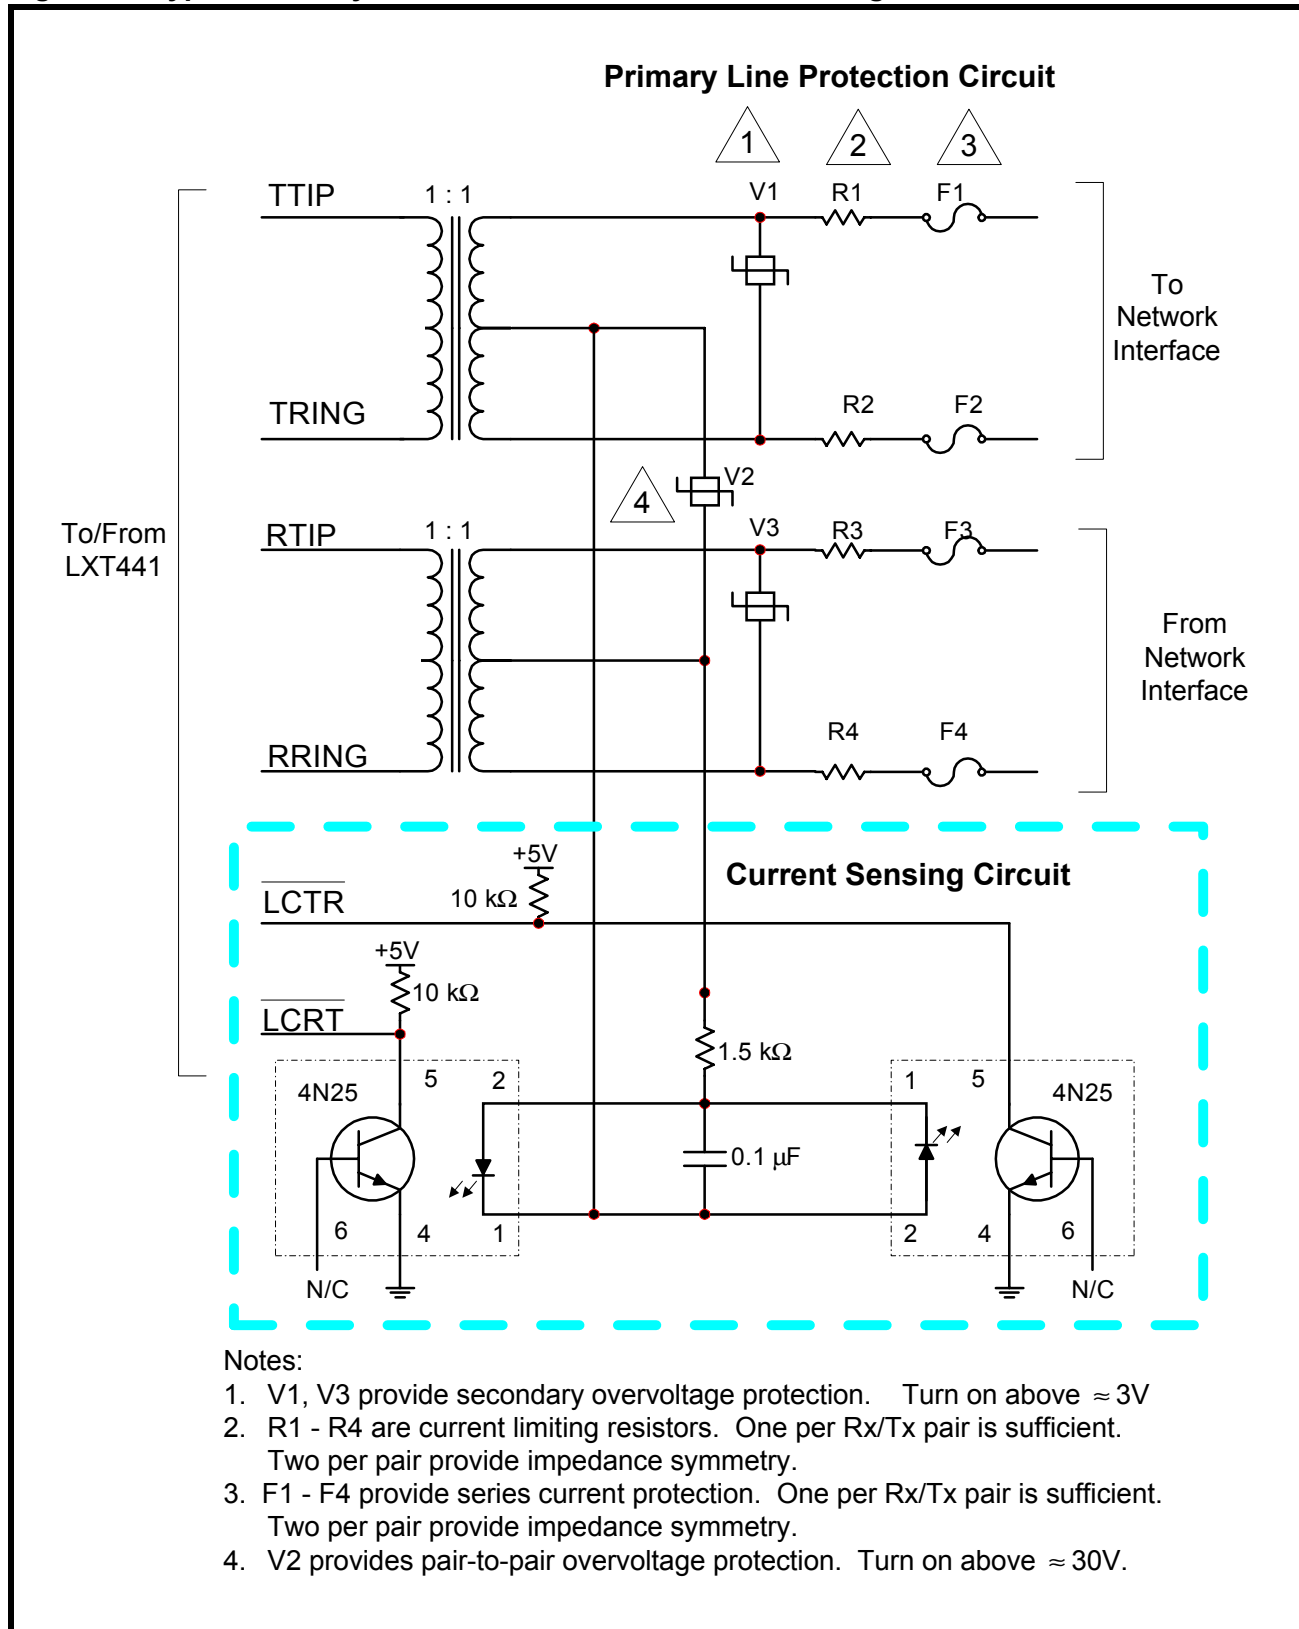 Primary Line Protection Circuit
1
2
3
TTIP
1 : 1
V1
R1
F1
To
Network
Interface
TRING
R2
F2
4
V2
To/From
LXT441
RTIP
1 : 1
V3
R3
F3
From
Network
Interface
RRING
R4
F4
Current Sensing Circuit
+5V
LCTR
10 kΩ
+5V
10 kΩ
LCRT
1.5 kΩ
4N25
5
2
1
5
4N25
0.1 μF
6
4
1
2
4
6
N/C
N/C
Notes:
1. V1, V3 provide secondary overvoltage protection. Turn on above ≈ 3V
2. R1 - R4 are current limiting resistors. One per Rx/Tx pair is sufficient.
Two per pair provide impedance symmetry.
3. F1 - F4 provide series current protection. One per Rx/Tx pair is sufficient.
Two per pair provide impedance symmetry.
4. V2 provides pair-to-pair overvoltage protection. Turn on above ≈ 30V.